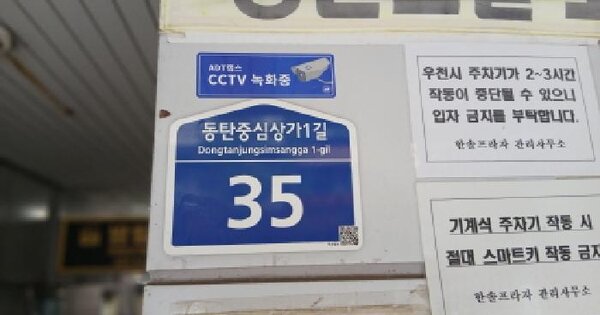 ADT캡스
CCTV 녹화중
동탄중심상가1길
Dongtanjungsimsangga 1-gil
35
우천시 주차기가 2~3시간
작동이 중단될 수 있으니
입차 금지를 부탁합니다.
한솔프라자 관리사무소
기계식 주차기 작동 시
절대 스마트키 작동 금지
한솔프라자 관리사무소